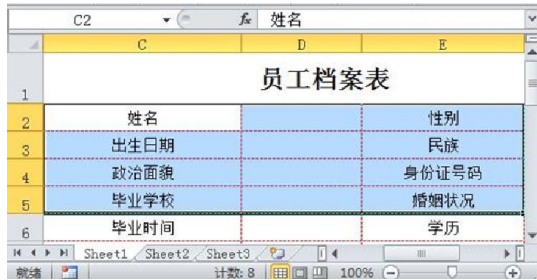 C2 fx 姓名
C D E
1 员工档案表
2 姓名 性别
3 出生日期 民族
4 政治面貌 身份证号码
5 毕业学校 婚姻状况
6 毕业时间 学历
Sheet1 Sheet2 Sheet3
就绪 计数: 8 100%